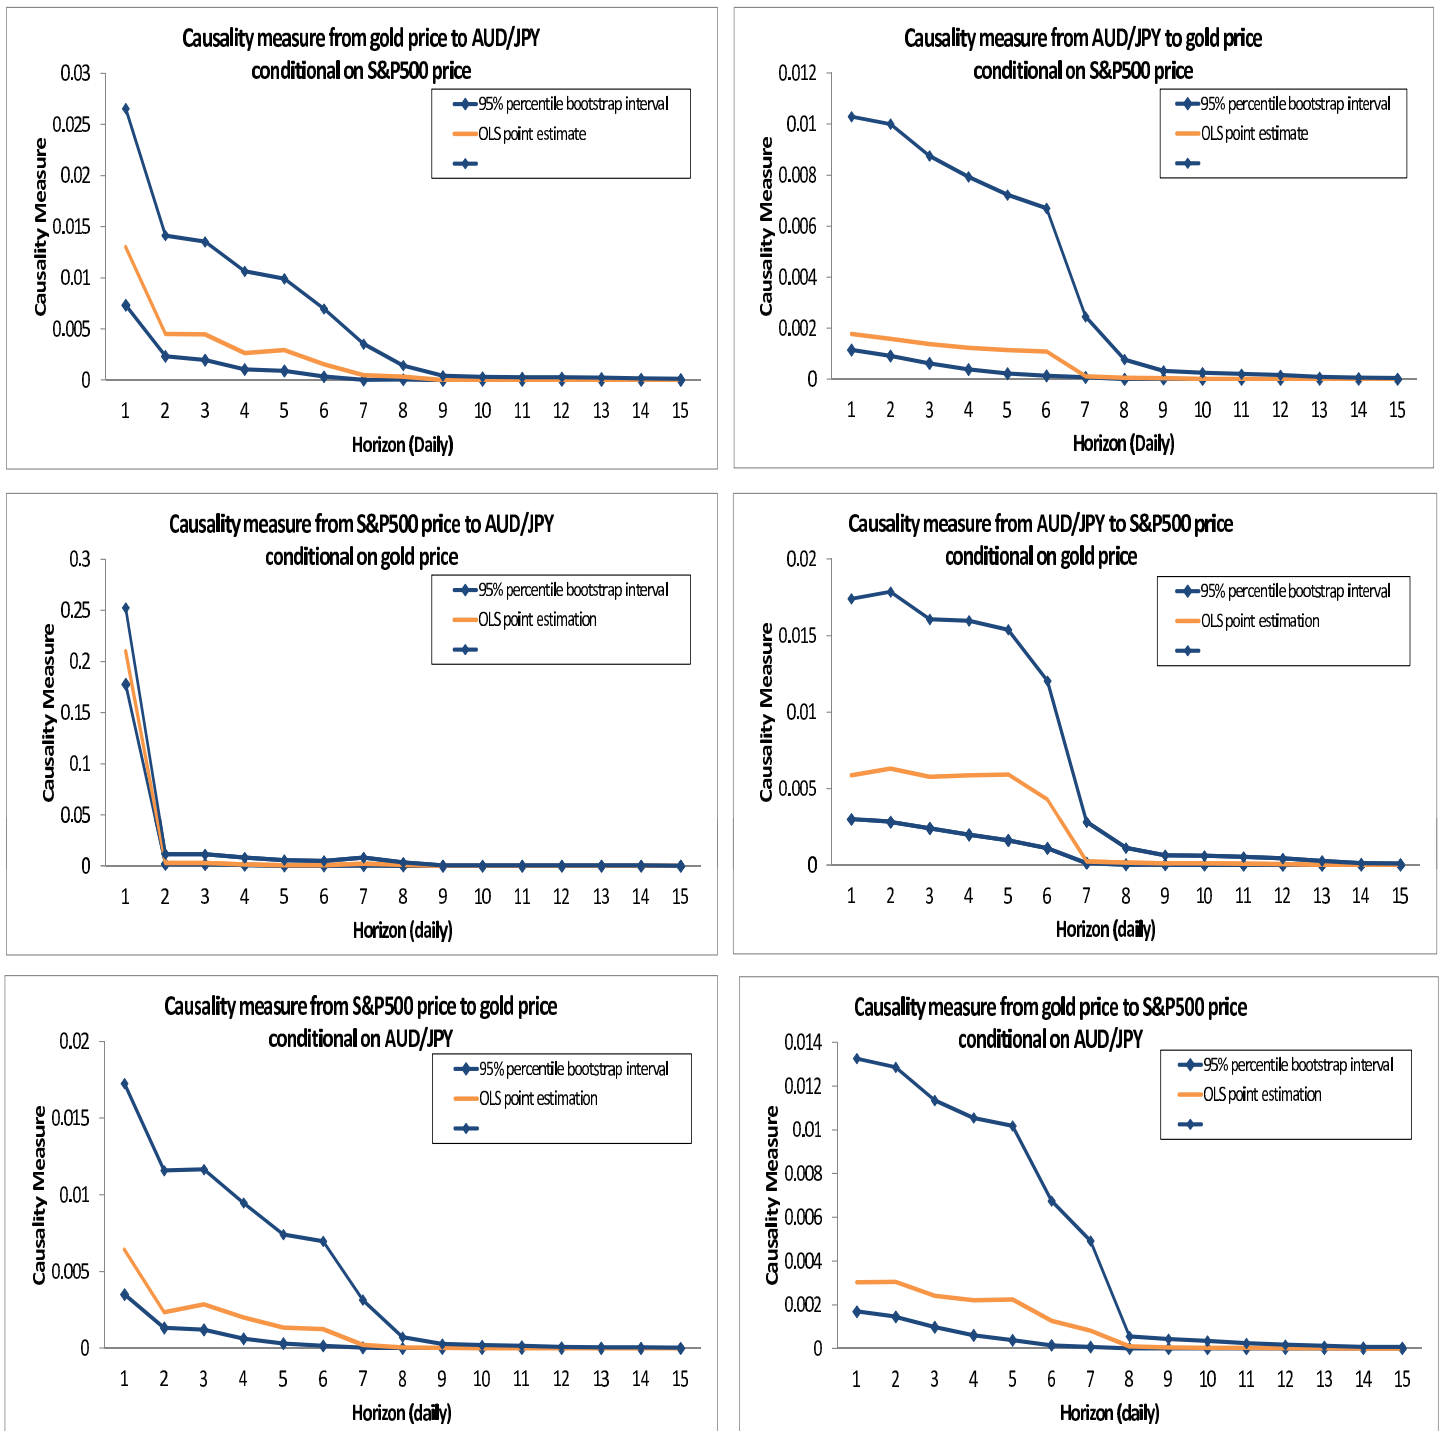 Causality measure from gold price to AUD/JPY
conditional on S&P500 price
0.03
0.025
0.02
0.015
0.01
0.005
0
Causality Measure
95% percentile bootstrap interval
OLS point estimate
1 2 3 4 5 6 7 8 9 10 11 12 13 14 15
Horizon (Daily)
Causality measure from AUD/JPY to gold price
conditional on S&P500 price
0.012
0.01
0.008
0.006
0.004
0.002
0
Causality Measure
95% percentile bootstrap interval
OLS point estimate
1 2 3 4 5 6 7 8 9 10 11 12 13 14 15
Horizon (Daily)
Causality measure from S&P500 price to AUD/JPY
conditional on gold price
0.3
0.25
0.2
0.15
0.1
0.05
0
Causality Measure
95% percentile bootstrap interval
OLS point estimation
1 2 3 4 5 6 7 8 9 10 11 12 13 14 15
Horizon (daily)
Causality measure from AUD/JPY to S&P500 price
conditional on gold price
0.02
0.015
0.01
0.005
0
Causality Measure
95% percentile bootstrap interval
OLS point estimation
1 2 3 4 5 6 7 8 9 10 11 12 13 14 15
Horizon (daily)
Causality measure from S&P500 price to gold price
conditional on AUD/JPY
0.02
0.015
0.01
0.005
0
Causality Measure
95% percentile bootstrap interval
OLS point estimation
1 2 3 4 5 6 7 8 9 10 11 12 13 14 15
Horizon (daily)
Causality measure from gold price to S&P500 price
conditional on AUD/JPY
0.014
0.012
0.01
0.008
0.006
0.004
0.002
0
Causality Measure
95% percentile bootstrap interval
OLS point estimation
1 2 3 4 5 6 7 8 9 10 11 12 13 14 15
Horizon (daily)